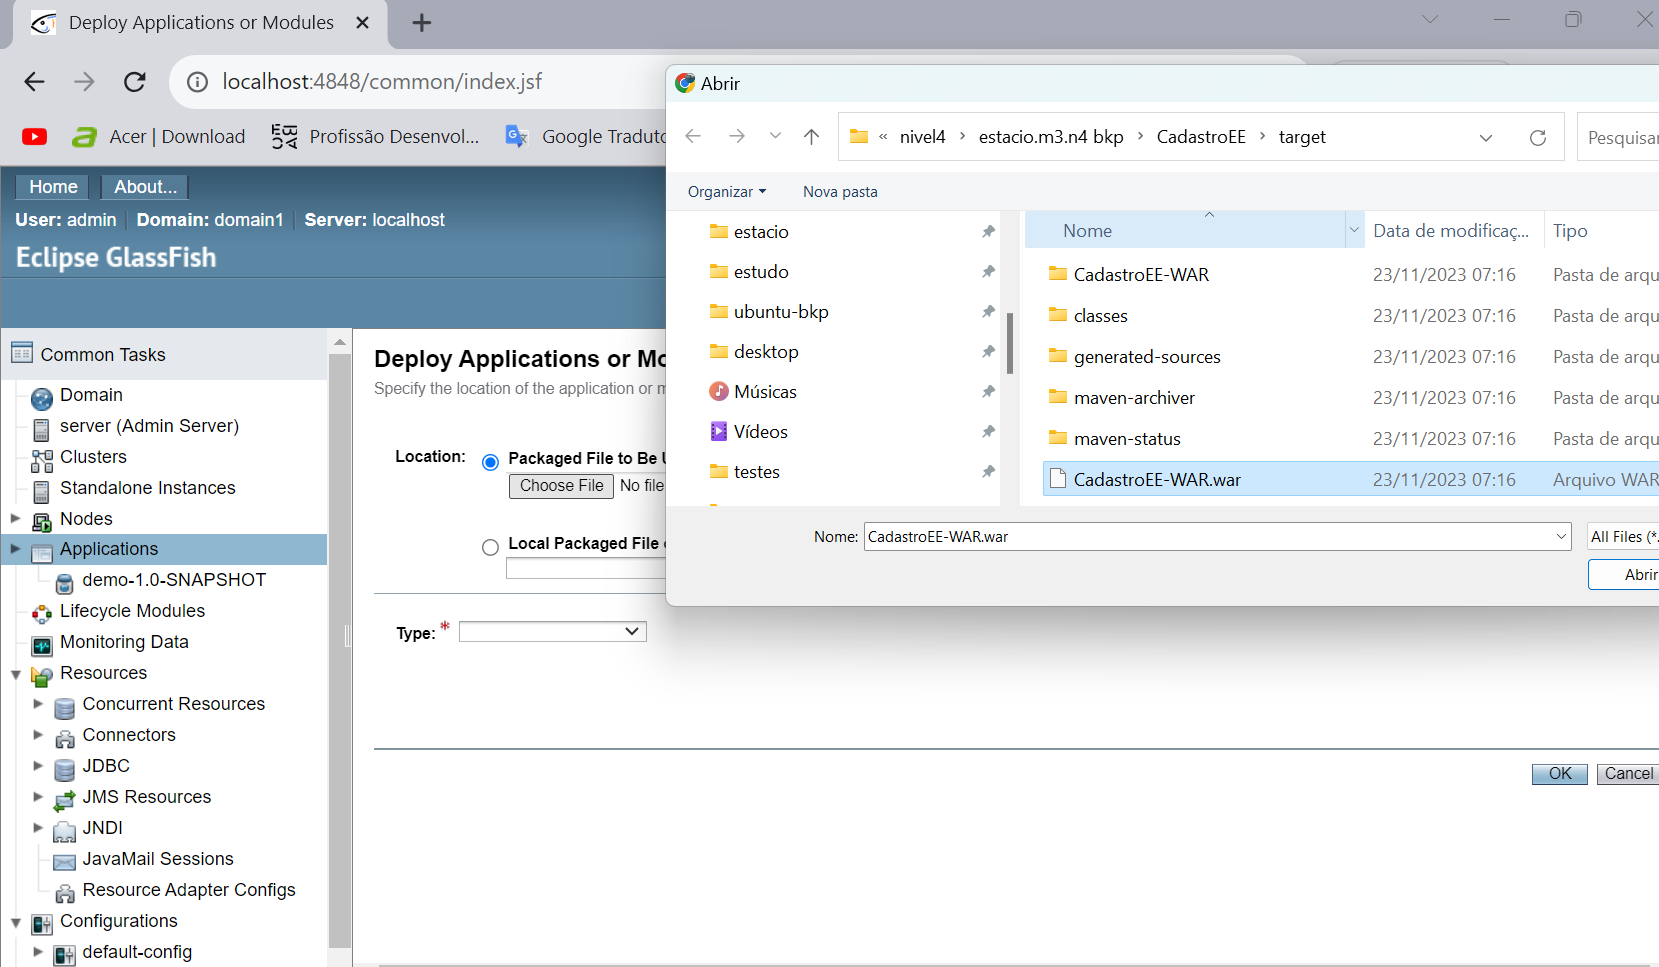 Deploy Applications or Modules
localhost:4848/common/index.jsf
Acer | Download
Profissão Desenvol...
Google Traduto
Home
About...
User: admin
Domain: domain1
Server: localhost
Eclipse GlassFish
Common Tasks
Domain
server (Admin Server)
Clusters
Standalone Instances
Nodes
Applications
demo-1.0-SNAPSHOT
Lifecycle Modules
Monitoring Data
Resources
Concurrent Resources
Connectors
JDBC
JMS Resources
JNDI
JavaMail Sessions
Resource Adapter Configs
Configurations
default-config
Deploy Applications or Mo
Specify the location of the application or m
Location:
Packaged File to Be U
Choose File No file
Local Packaged File
Type: *
OK
Cancel
Abrir
« nivel4 › estacio.m3.n4 bkp › CadastroEE › target
Pesquisar
Organizar
Nova pasta
estacio
estudo
ubuntu-bkp
desktop
Músicas
Vídeos
testes
Nome Data de modificaç... Tipo
CadastroEE-WAR 23/11/2023 07:16 Pasta de arqu
classes 23/11/2023 07:16 Pasta de arqu
generated-sources 23/11/2023 07:16 Pasta de arqu
maven-archiver 23/11/2023 07:16 Pasta de arqu
maven-status 23/11/2023 07:16 Pasta de arqu
CadastroEE-WAR.war 23/11/2023 07:16 Arquivo WAR
Nome: CadastroEE-WAR.war
All Files (*.
Abrir